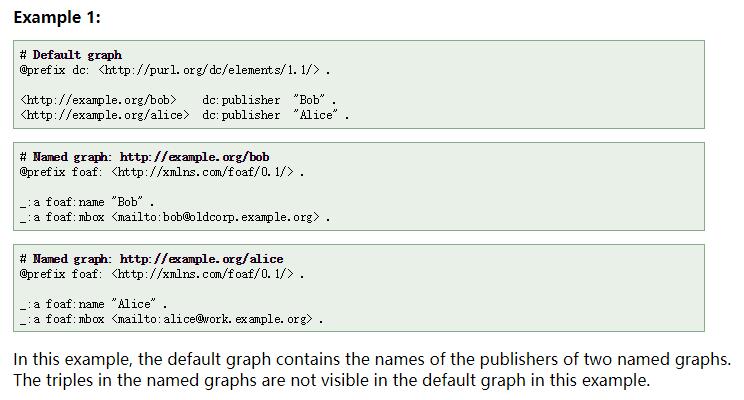 Example 1:
# Default graph
@prefix dc: <http://purl.org/dc/elements/1.1/> .
<http://example.org/bob>    dc:publisher  "Bob" .
<http://example.org/alice>  dc:publisher  "Alice" .
# Named graph: http://example.org/bob
@prefix foaf: <http://xmlns.com/foaf/0.1/> .
_:a foaf:name "Bob" .
_:a foaf:mbox <mailto:bob@oldcorp.example.org> .
# Named graph: http://example.org/alice
@prefix foaf: <http://xmlns.com/foaf/0.1/> .
_:a foaf:name "Alice" .
_:a foaf:mbox <mailto:alice@work.example.org> .
In this example, the default graph contains the names of the publishers of two named graphs.
The triples in the named graphs are not visible in the default graph in this example.